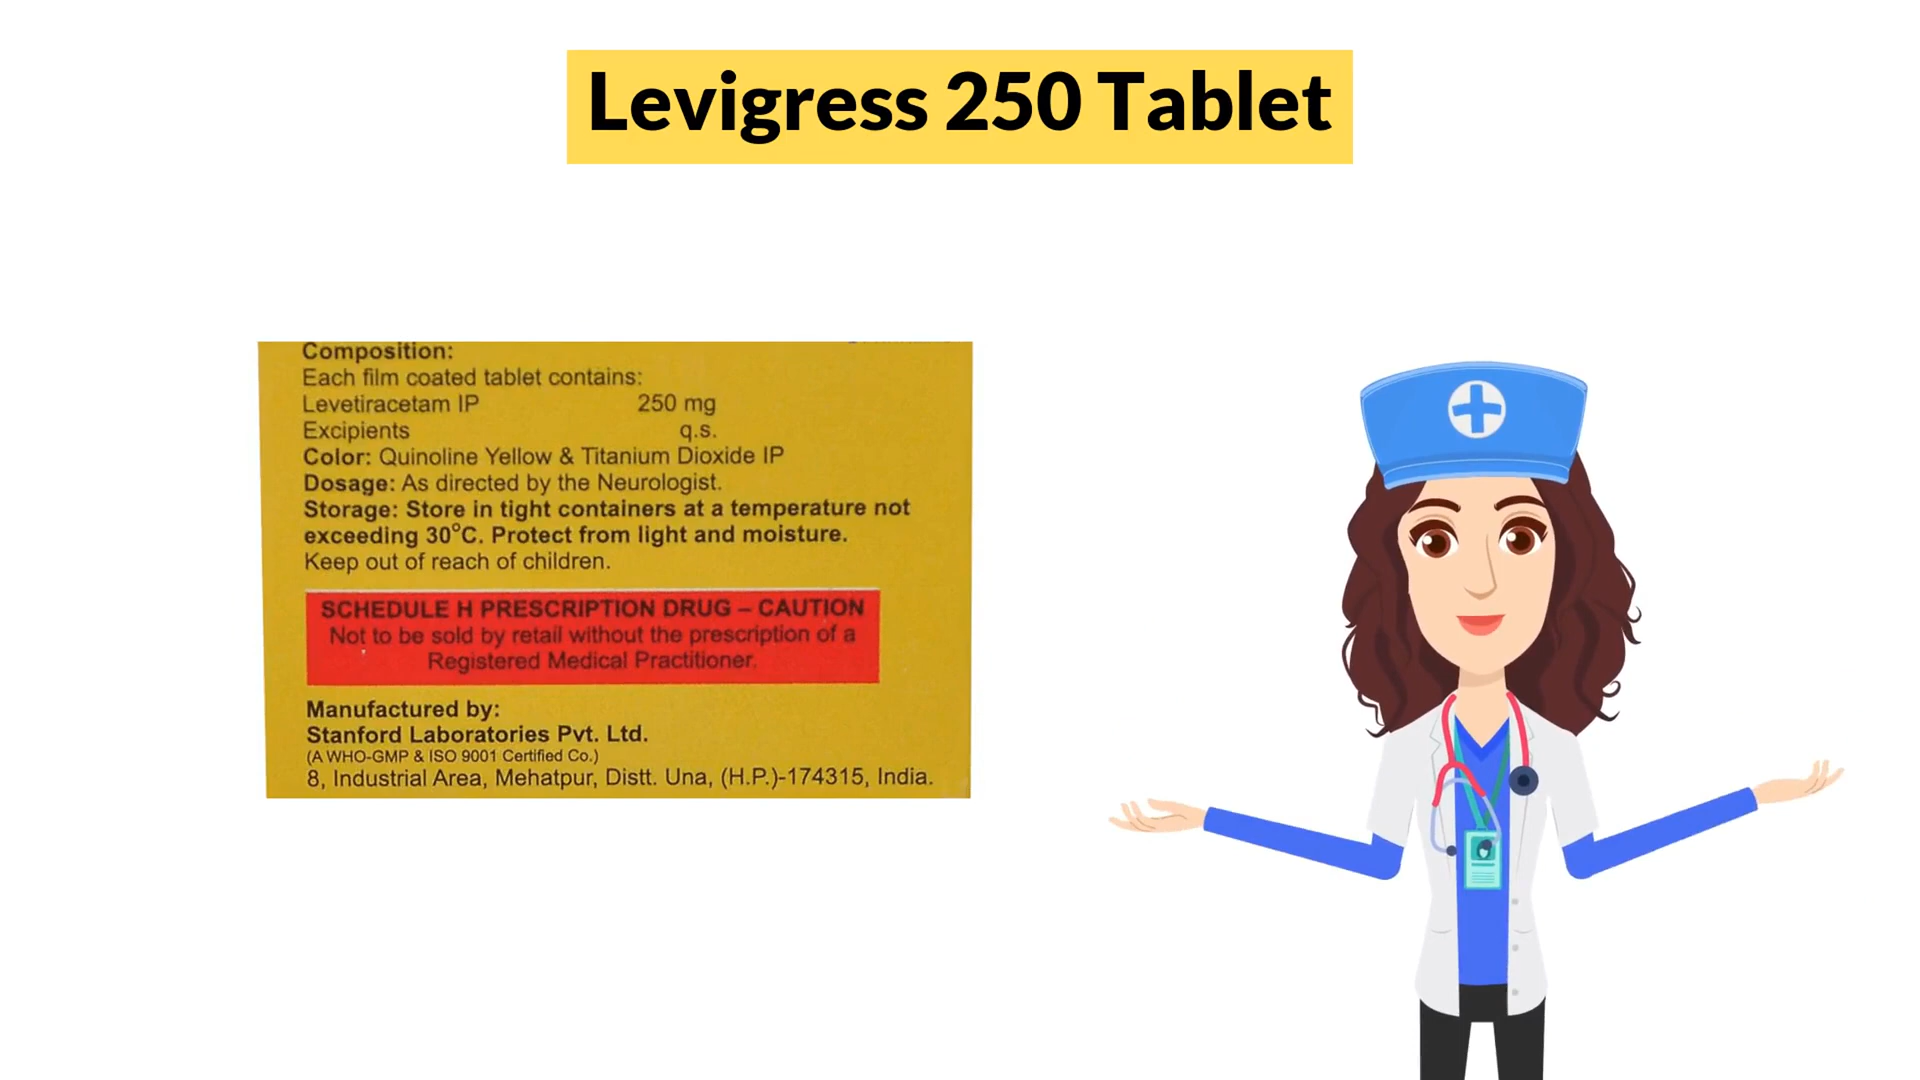 Levigress 250 Tablet
Composition:
Each film coated tablet contains:
Levetiracetam IP 250 mg
Excipients q.s.
Color: Quinoline Yellow & Titanium Dioxide IP
Dosage: As directed by the Neurologist.
Storage: Store in tight containers at a temperature not
exceeding 30°C. Protect from light and moisture.
Keep out of reach of children.
SCHEDULE H PRESCRIPTION DRUG – CAUTION
Not to be sold by retail without the prescription of a
Registered Medical Practitioner.
Manufactured by:
Stanford Laboratories Pvt. Ltd.
(A WHO-GMP & ISO 9001 Certified Co.)
8, Industrial Area, Mehatpur, Distt. Una, (H.P.)-174315, India.